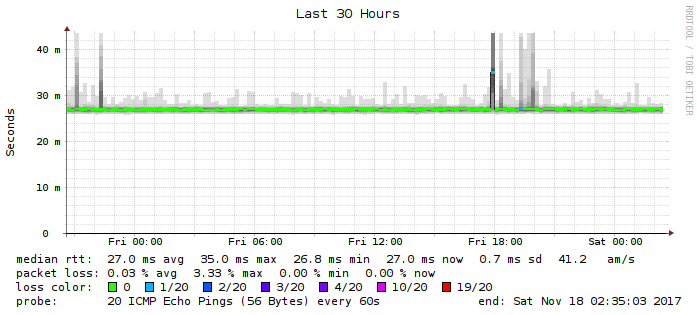 Last 30 Hours
RRDTOOL / TOBI OETIKER
Seconds
40 m
30 m
20 m
10 m
0
Fri 00:00 Fri 06:00 Fri 12:00 Fri 18:00 Sat 00:00
median rtt: 27.0 ms avg 35.0 ms max 26.8 ms min 27.0 ms now 0.7 ms sd 41.2 am/s
packet loss: 0.03 % avg 3.33 % max 0.00 % min 0.00 % now
loss color: 0 1/20 2/20 3/20 4/20 10/20 19/20
probe: 20 ICMP Echo Pings (56 Bytes) every 60s end: Sat Nov 18 02:35:03 2017